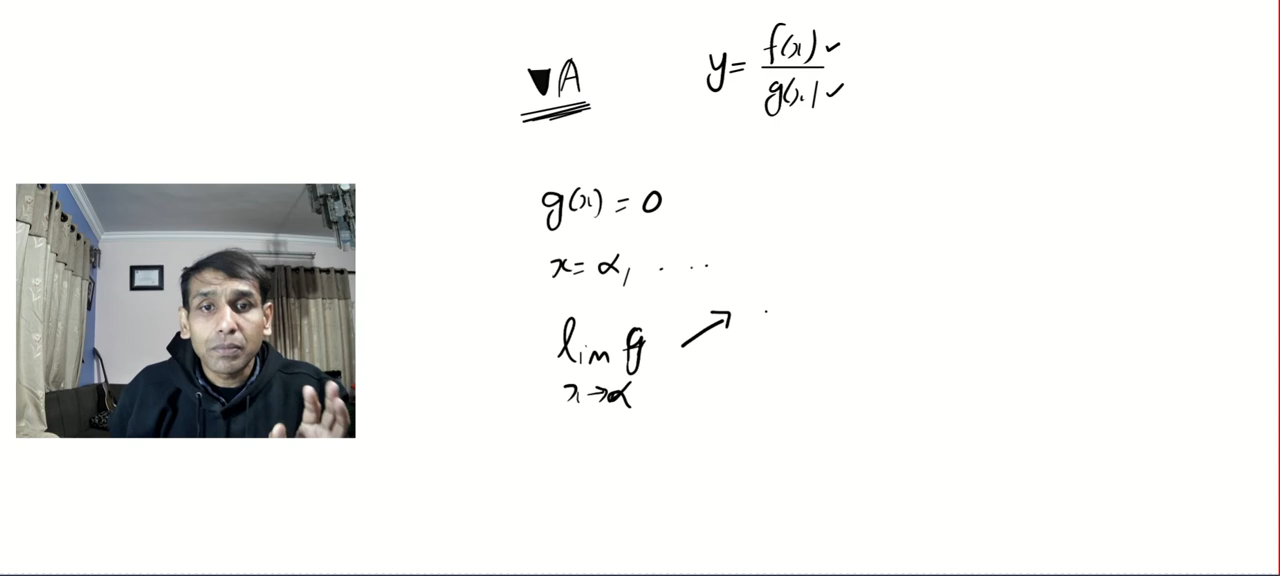 VA
y = f(x) ✓ / g(x) ✓
g(x) = 0
x = α, . . .
lim
x→α